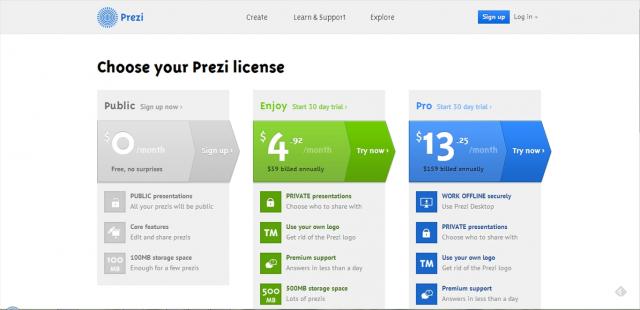 Prezi
Create
Learn & Support
Explore
Sign up
Log in
Choose your Prezi license
Public Sign up now ›
$0/month
Sign up ›
Free, no surprises
PUBLIC presentations
All your prezis will be public
Core features
Edit and share prezis
100 MB
100MB storage space
Enough for a few prezis
Enjoy Start 30 day trial ›
$4.92/month
Try now ›
$59 billed annually
PRIVATE presentations
Choose who to share with
TM
Use your own logo
Get rid of the Prezi logo
Premium support
Answers in less than a day
500 MB
500MB storage space
Lots of prezis
Pro Start 30 day trial ›
$13.25/month
Try now ›
$159 billed annually
WORK OFFLINE securely
Use Prezi Desktop
PRIVATE presentations
Choose who to share with
TM
Use your own logo
Get rid of the Prezi logo
Premium support
Answers in less than a day